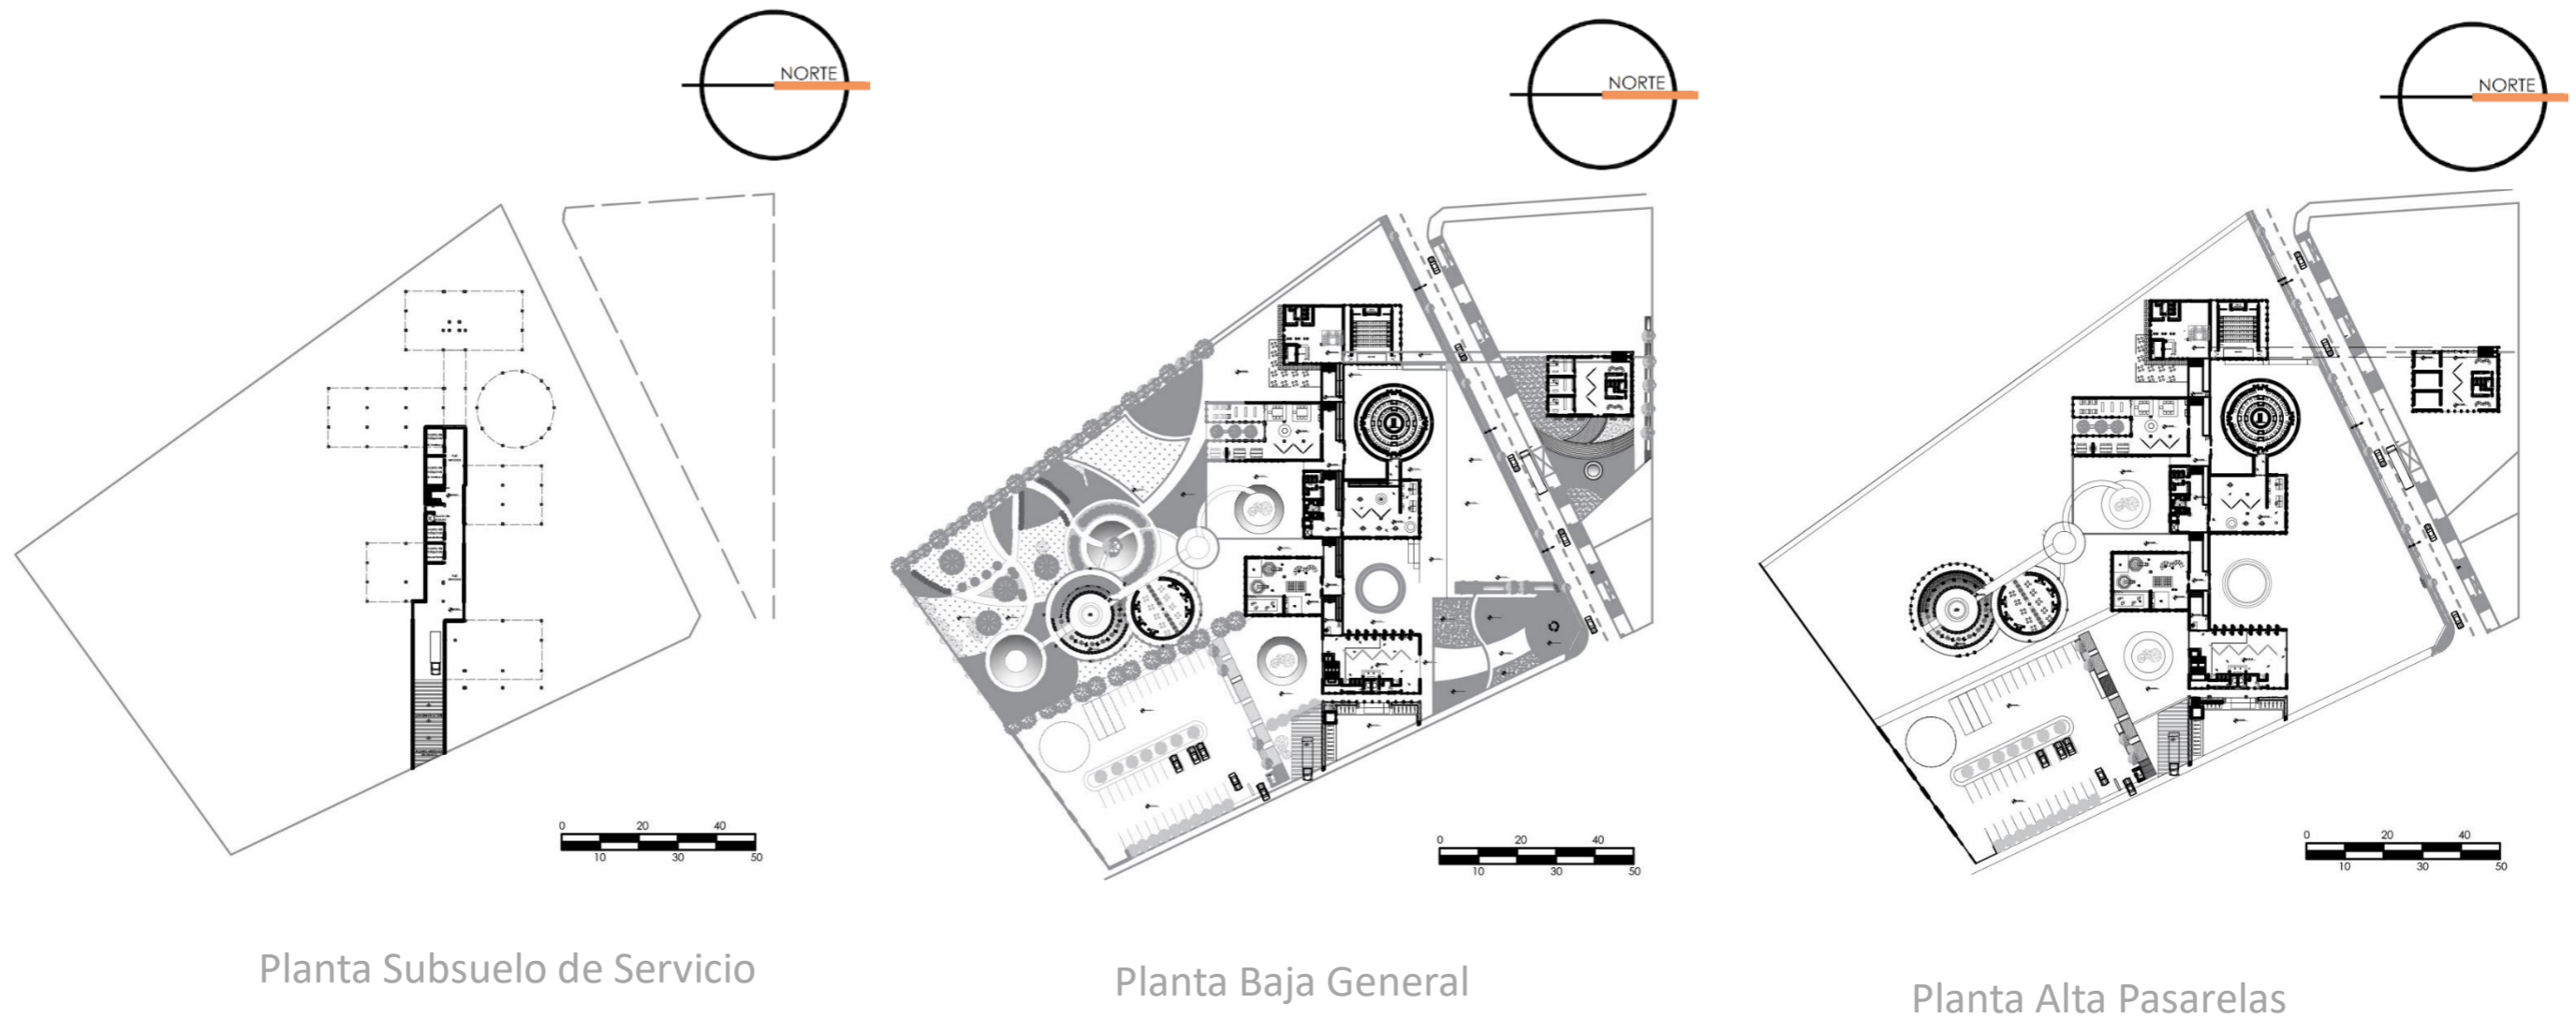 NORTE
NORTE
NORTE
0 20 40
10 30 50
0 20 40
10 30 50
0 20 40
10 30 50
Planta Subsuelo de Servicio
Planta Baja General
Planta Alta Pasarelas